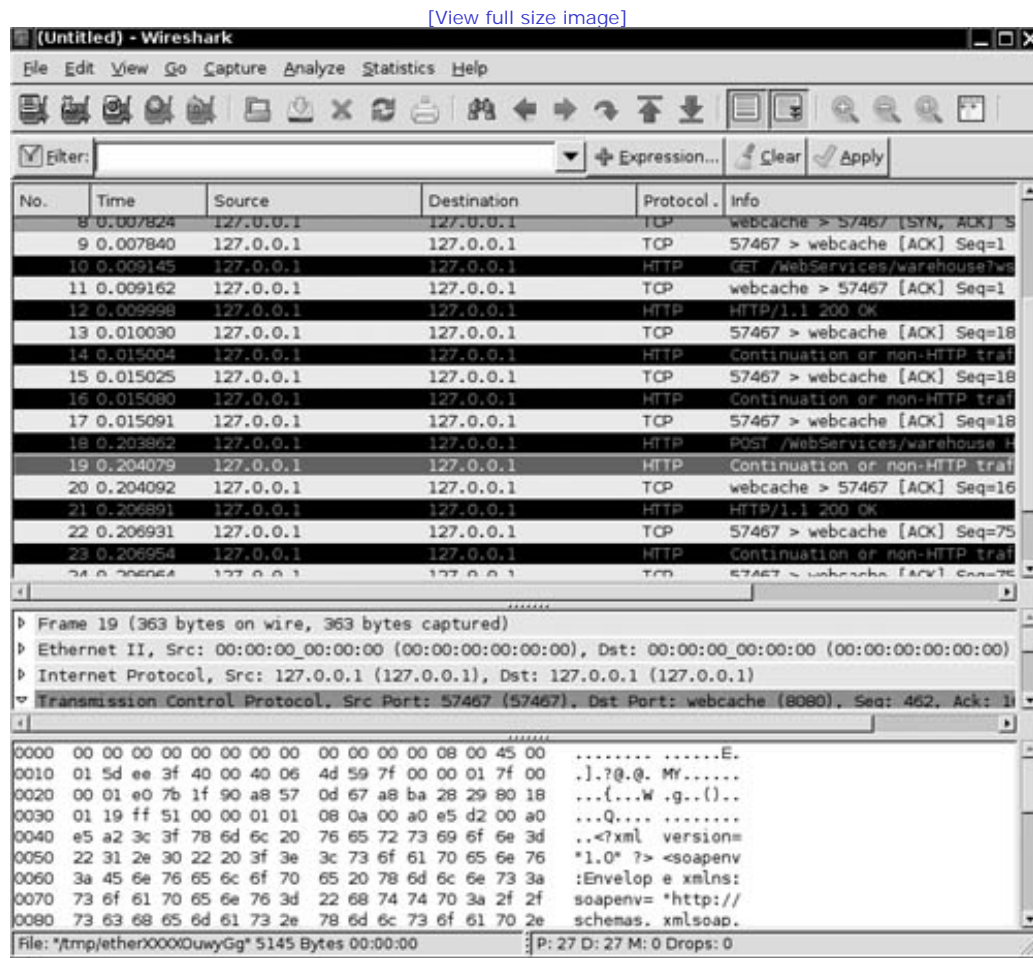 [View full size image]
(Untitled) - Wireshark
File Edit View Go Capture Analyze Statistics Help
Filter: Expression... Clear Apply
No. Time Source Destination Protocol . Info
8 0.007824 127.0.0.1 127.0.0.1 TCP webcache > 57467 [SYN, ACK] S
9 0.007840 127.0.0.1 127.0.0.1 TCP 57467 > webcache [ACK] Seq=1
10 0.009145 127.0.0.1 127.0.0.1 HTTP GET /WebServices/warehouse?ws
11 0.009162 127.0.0.1 127.0.0.1 TCP webcache > 57467 [ACK] Seq=1
12 0.009998 127.0.0.1 127.0.0.1 HTTP HTTP/1.1 200 OK
13 0.010030 127.0.0.1 127.0.0.1 TCP 57467 > webcache [ACK] Seq=18
14 0.015004 127.0.0.1 127.0.0.1 HTTP Continuation or non-HTTP traf
15 0.015025 127.0.0.1 127.0.0.1 TCP 57467 > webcache [ACK] Seq=18
16 0.015080 127.0.0.1 127.0.0.1 HTTP Continuation or non-HTTP traf
17 0.015091 127.0.0.1 127.0.0.1 TCP 57467 > webcache [ACK] Seq=18
18 0.203862 127.0.0.1 127.0.0.1 HTTP POST /WebServices/warehouse H
19 0.204079 127.0.0.1 127.0.0.1 HTTP Continuation or non-HTTP traf
20 0.204092 127.0.0.1 127.0.0.1 TCP webcache > 57467 [ACK] Seq=16
21 0.206891 127.0.0.1 127.0.0.1 HTTP HTTP/1.1 200 OK
22 0.206931 127.0.0.1 127.0.0.1 TCP 57467 > webcache [ACK] Seq=75
23 0.206954 127.0.0.1 127.0.0.1 HTTP Continuation or non-HTTP traf
24 0.206964 127.0.0.1 127.0.0.1 TCP 57467 > webcache [ACK] Seq=75
Frame 19 (363 bytes on wire, 363 bytes captured)
Ethernet II, Src: 00:00:00_00:00:00 (00:00:00:00:00:00), Dst: 00:00:00_00:00:00 (00:00:00:00:00:00)
Internet Protocol, Src: 127.0.0.1 (127.0.0.1), Dst: 127.0.0.1 (127.0.0.1)
Transmission Control Protocol, Src Port: 57467 (57467), Dst Port: webcache (8080), Seq: 462, Ack: 1
0000 00 00 00 00 00 00 00 00 00 00 00 00 08 00 45 00 ........ ......E.
0010 01 5d ee 3f 40 00 40 06 4d 59 7f 00 00 01 7f 00 .].?@.@. MY......
0020 00 01 e0 7b 1f 90 a8 57 0d 67 a8 ba 28 29 80 18 ...{...W .g..()..
0030 01 19 ff 51 00 00 01 01 08 0a 00 a0 e5 d2 00 a0 ...Q.... ........
0040 e5 a2 3c 3f 78 6d 6c 20 76 65 72 73 69 6f 6e 3d ..<?xml version=
0050 22 31 2e 30 22 20 3f 3e 3c 73 6f 61 70 65 6e 76 "1.0" ?> <soapenv
0060 3a 45 6e 76 65 6c 6f 70 65 20 78 6d 6c 6e 73 3a :Envelop e xmlns:
0070 73 6f 61 70 65 6e 76 3d 22 68 74 74 70 3a 2f 2f soapenv= "http://
0080 73 63 68 65 6d 61 73 2e 78 6d 6c 73 6f 61 70 2e schemas. xmlsoap.
File: "/tmp/etherXXXXOuwyGg" 5145 Bytes 00:00:00 P: 27 D: 27 M: 0 Drops: 0